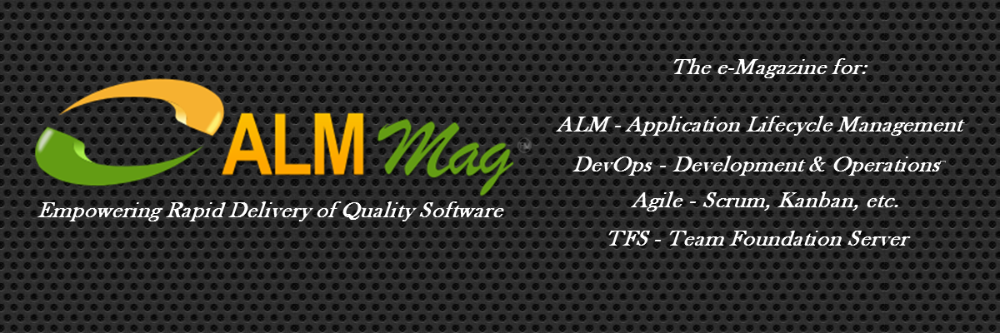 ALM Mag
Empowering Rapid Delivery of Quality Software
The e-Magazine for:
ALM - Application Lifecycle Management
DevOps - Development & Operations
Agile - Scrum, Kanban, etc.
TFS - Team Foundation Server